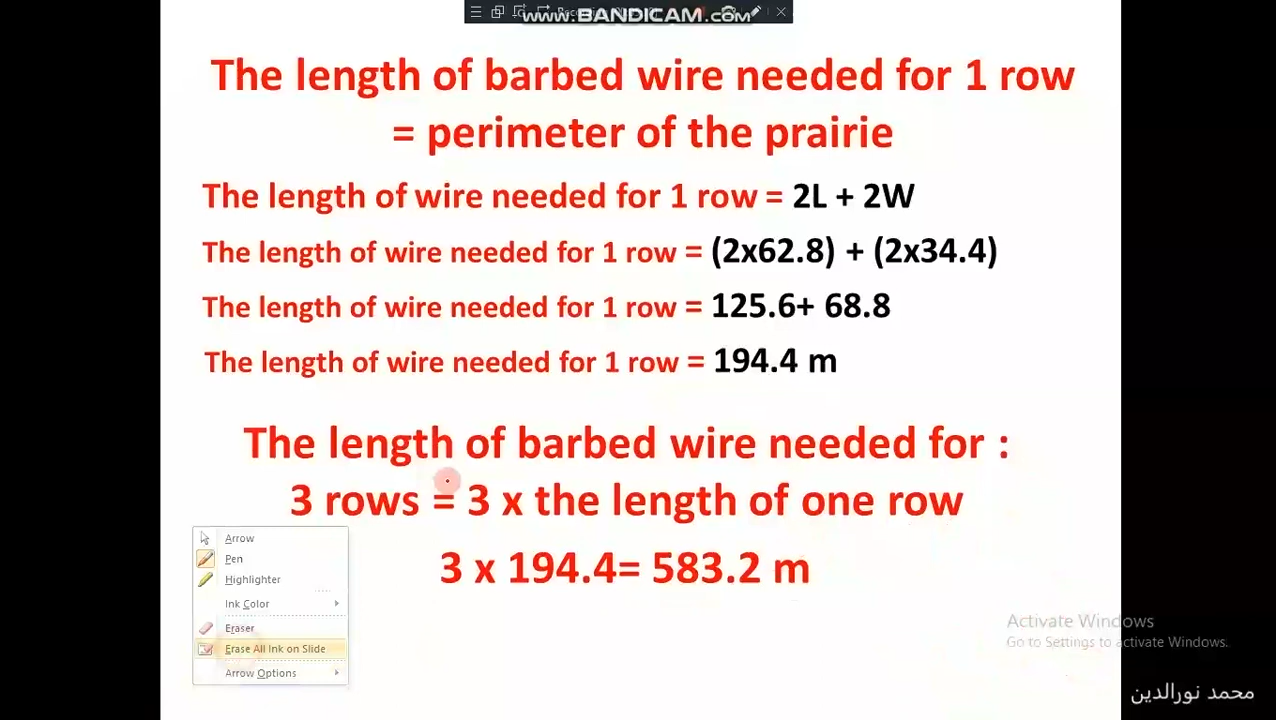 www.BANDICAM.com
The length of barbed wire needed for 1 row
= perimeter of the prairie
The length of wire needed for 1 row = 2L + 2W
The length of wire needed for 1 row = (2x62.8) + (2x34.4)
The length of wire needed for 1 row = 125.6+ 68.8
The length of wire needed for 1 row = 194.4 m
The length of barbed wire needed for :
3 rows = 3 x the length of one row
3 x 194.4= 583.2 m
Arrow
Pen
Highlighter
Ink Color
Eraser
Erase All Ink on Slide
Arrow Options
Activate Windows
Go to Settings to activate Windows.
محمد نورالدين